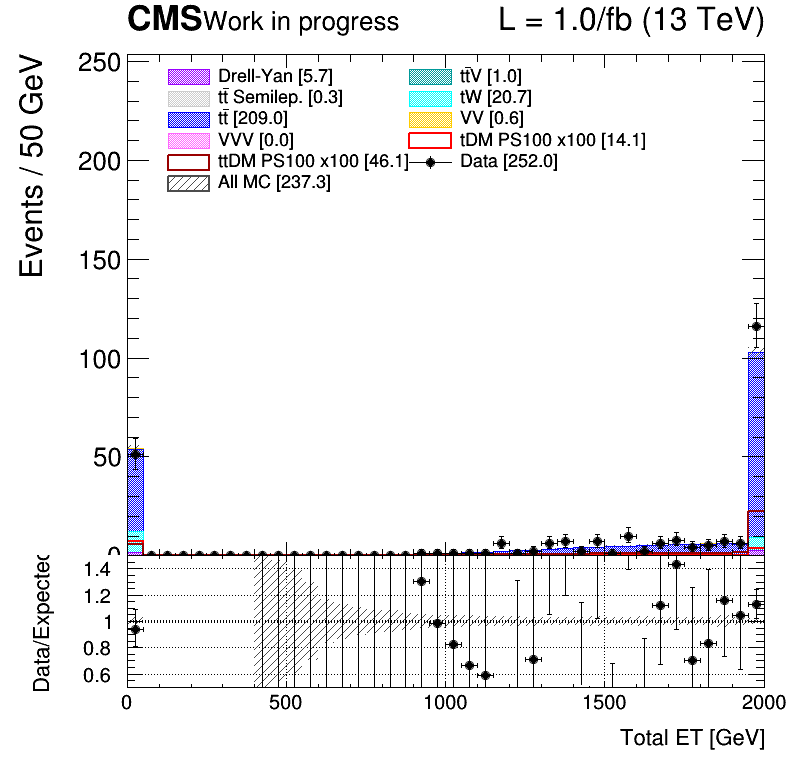 CMS Work in progress L = 1.0/fb (13 TeV)
Events / 50 GeV
250
200
150
100
50
0
Drell-Yan [5.7] tt̄V [1.0]
tt̄ Semilep. [0.3] tW [20.7]
tt̄ [209.0] VV [0.6]
VVV [0.0] tDM PS100 x100 [14.1]
ttDM PS100 x100 [46.1] Data [252.0]
All MC [237.3]
Data/Expected
1.4
1.2
1
0.8
0.6
0 500 1000 1500 2000
Total ET [GeV]